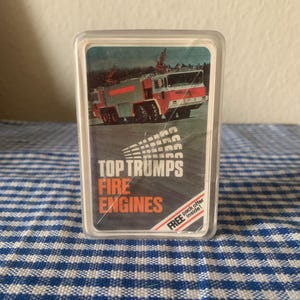 TOP TRUMPS
FIRE
ENGINES
FREE